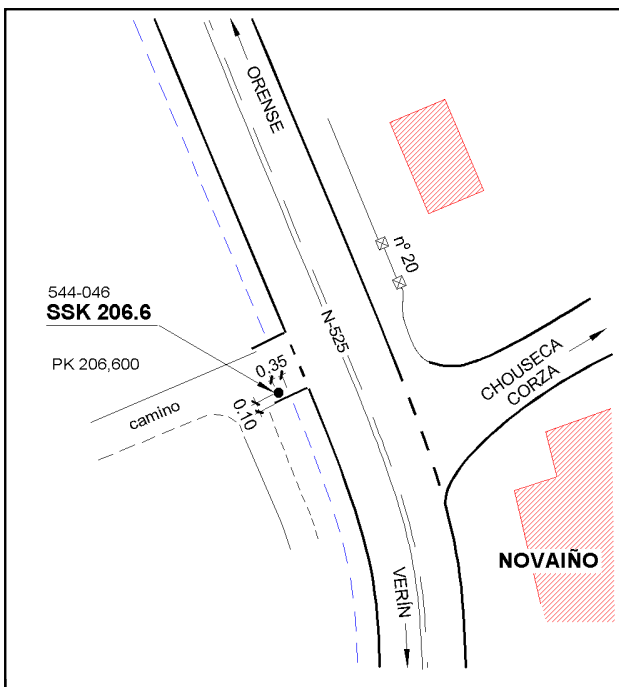 ORENSE
nº 20
544-046
SSK 206.6
N-525
PK 206,600
0.35
CHOUSECA
CORZA
0.10
camino
NOVAIÑO
VERÍN